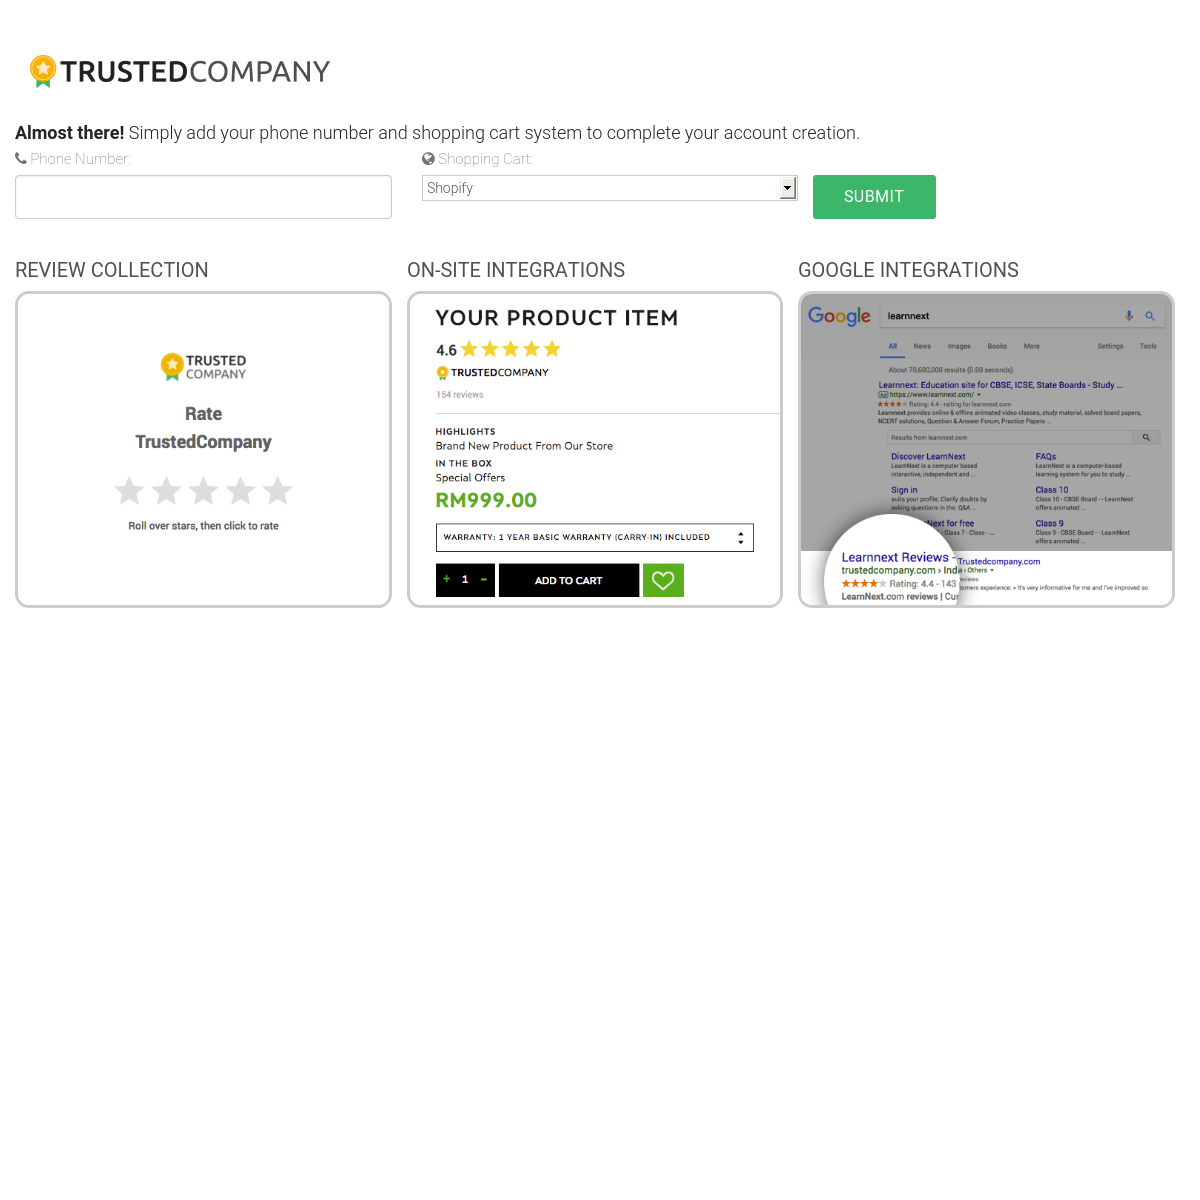 TRUSTEDCOMPANY
Almost there! Simply add your phone number and shopping cart system to complete your account creation.
Phone Number:
Shopping Cart:
Shopify
SUBMIT
REVIEW COLLECTION
TRUSTED
COMPANY
Rate
TrustedCompany
Roll over stars, then click to rate
ON-SITE INTEGRATIONS
YOUR PRODUCT ITEM
4.6
TRUSTEDCOMPANY
154 reviews
HIGHLIGHTS
Brand New Product From Our Store
IN THE BOX
Special Offers
RM999.00
WARRANTY: 1 YEAR BASIC WARRANTY (CARRY-IN) INCLUDED
+ 1 -
ADD TO CART
GOOGLE INTEGRATIONS
Google
learnnext
All News Images Books More Settings Tools
About 70,600,000 results (0.80 seconds)
Learnnext: Education site for CBSE, ICSE, State Boards - Study ...
Ad https://www.learnnext.com/
Rating: 4.4 - raiting for learnnext.com
Learnnext provides online & offline animated video classes, study material, solved board papers,
NCERT solutions, Question & Answer Forum, Practice Papers ...
Results from learnnext.com
Discover LearnNext
LearnNext is a computer based
interactive, independent and ...
FAQs
LearnNext is a computer-based
learning system for you to study ...
Sign in
suits your profile; Clarify doubts by
asking questions in the. Q&A ...
Class 10
Class 10 - CBSE Board - - LearnNext
offers animated ...
Next for free
Class 7 - Class - ...
Class 9
Class 9 - CBSE Board - - LearnNext
offers animated ...
Learnnext Reviews -
trustedcompany.com › Ind
Rating: 4.4 - 143
LearnNext.com reviews | Cus
Trustedcompany.com
› Others
eviews
omers experience: × It's very informative for me and I've improved so